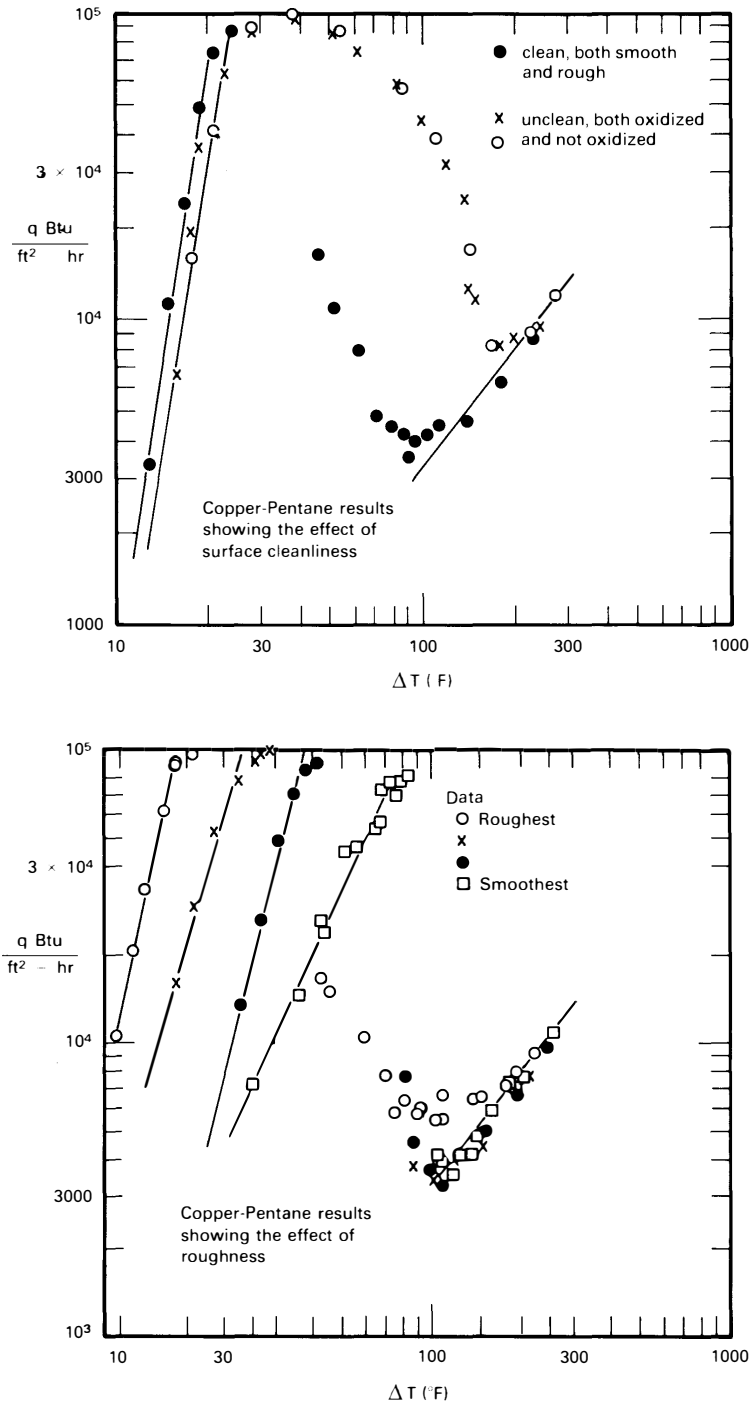 10⁵
clean, both smooth
and rough
unclean, both oxidized
and not oxidized
3 × 10⁴
q Btu
ft² hr
10⁴
3000
Copper-Pentane results
showing the effect of
surface cleanliness
1000
10 30 100 300 1000
Δ T ( F)
10⁵
Data
Roughest
3 × 10⁴
Smoothest
q Btu
ft² – hr
10⁴
3000
Copper-Pentane results
showing the effect of
roughness
10³
10 30 100 300 1000
Δ T (°F)